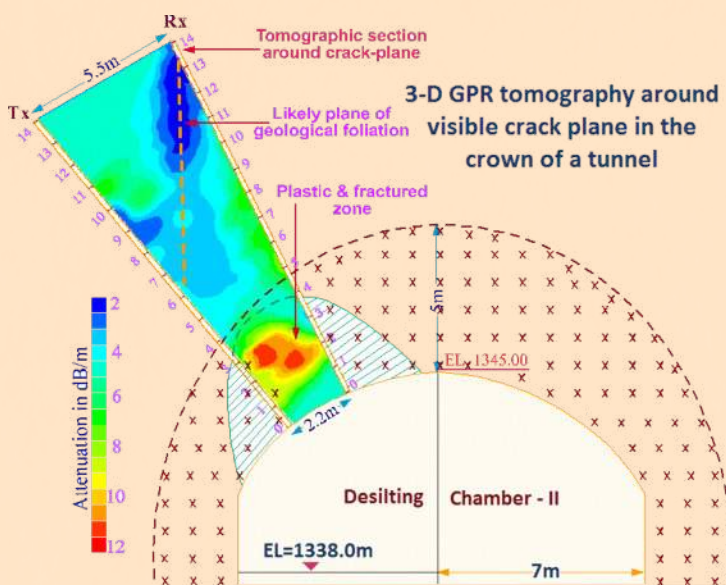 Rx
Tomographic section
around crack-plane
5.5m
Tx
Likely plane of
geological foliation
3-D GPR tomography around
visible crack plane in the
crown of a tunnel
Plastic & fractured
zone
14
13
12
11
10
9
8
7
6
4
2
1
0
14
13
12
11
10
9
8
7
6
5
4
3
1
0
2.2m
5m
EL. 1345.00
Attenuation in dB/m
2
4
6
8
10
12
Desilting Chamber - II
EL=1338.0m
7m